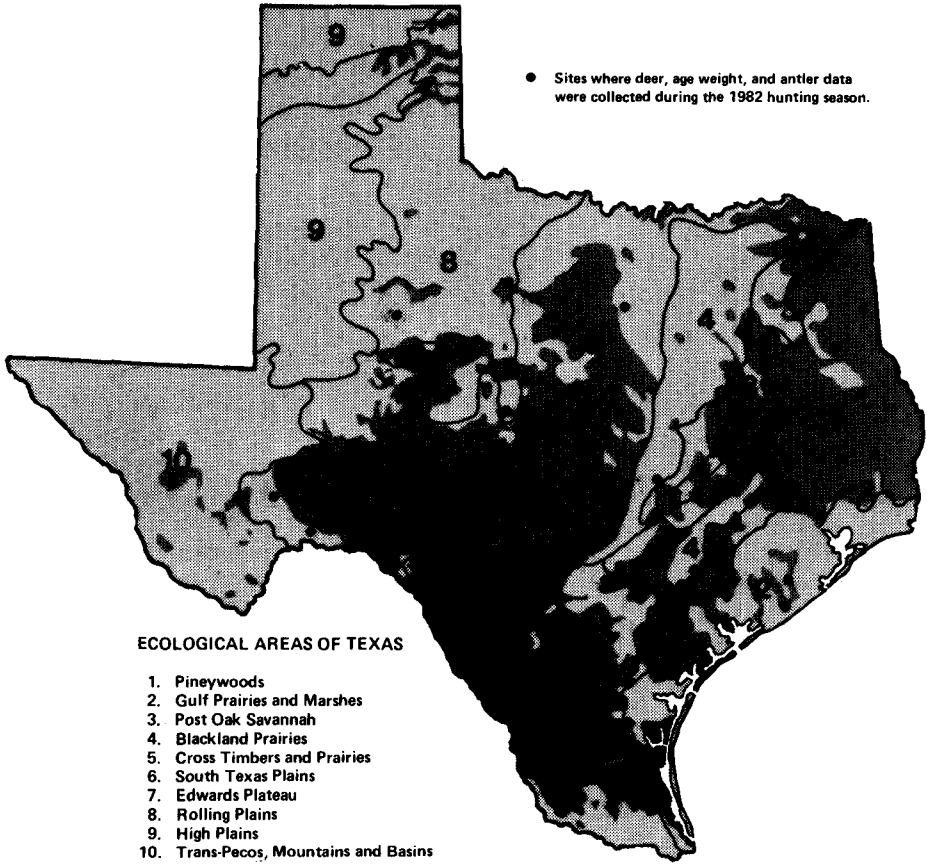 9
● Sites where deer, age weight, and antler data
were collected during the 1982 hunting season.
9
8
4
10
4
ECOLOGICAL AREAS OF TEXAS
1. Pineywoods
2. Gulf Prairies and Marshes
3. Post Oak Savannah
4. Blackland Prairies
5. Cross Timbers and Prairies
6. South Texas Plains
7. Edwards Plateau
8. Rolling Plains
9. High Plains
10. Trans-Pecos, Mountains and Basins